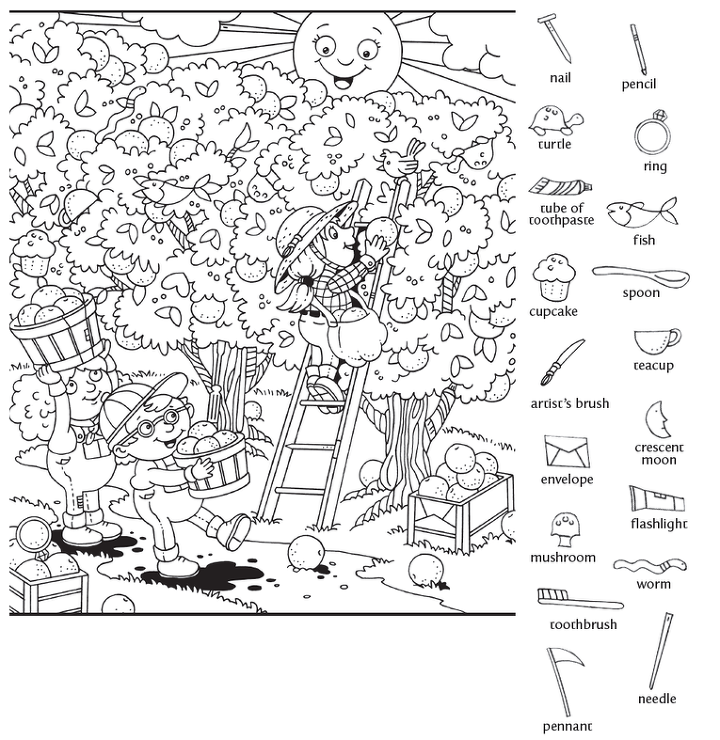 nail
pencil
turtle
ring
tube of
toothpaste
fish
cupcake
spoon
teacup
artist's brush
crescent
moon
envelope
flashlight
mushroom
worm
toothbrush
needle
pennant